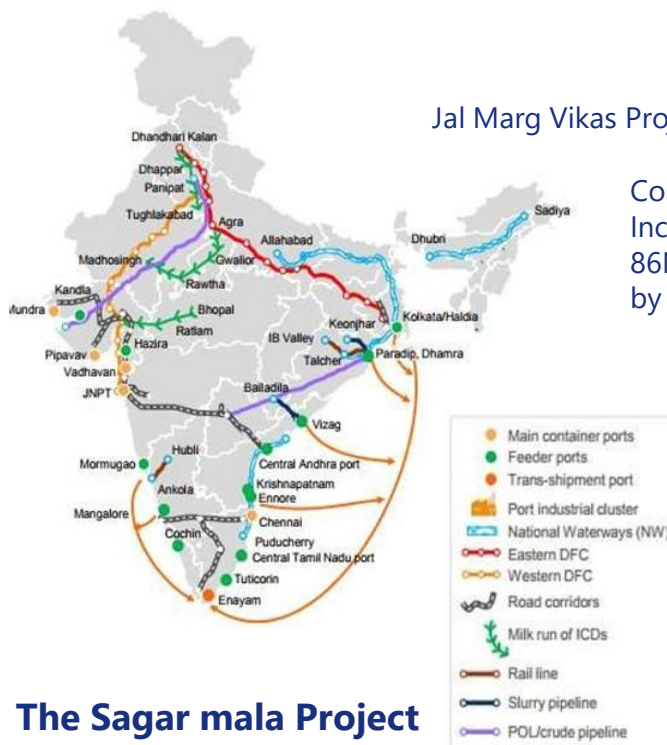 Jal Marg Vikas Proj
Co
Inc
86
by
Dhandhari Kalan
Dhappar
Panipat
Tughlakabad
Agra
Allahabad
Dhubri
Sadiya
Madhosingh
Gwalior
Rawtha
Kandla
Mundra
Bhopal
Ratlam
Hazira
Pipavav
Vadhavan
JNPT
IB Valley
Keonjhar
Kolkata/Haldia
Talcher
Paradip, Dhamra
Bailadila
Vizag
Hubli
Mormugao
Central Andhra port
Ankola
Krishnapatnam
Ennore
Mangalore
Chennai
Cochin
Puducherry
Central Tamil Nadu port
Tuticorin
Enayam
Main container ports
Feeder ports
Trans-shipment port
Port industrial cluster
National Waterways (NW)
Eastern DFC
Western DFC
Road corridors
Milk run of ICDs
Rail line
Slurry pipeline
POL/crude pipeline
The Sagar mala Project